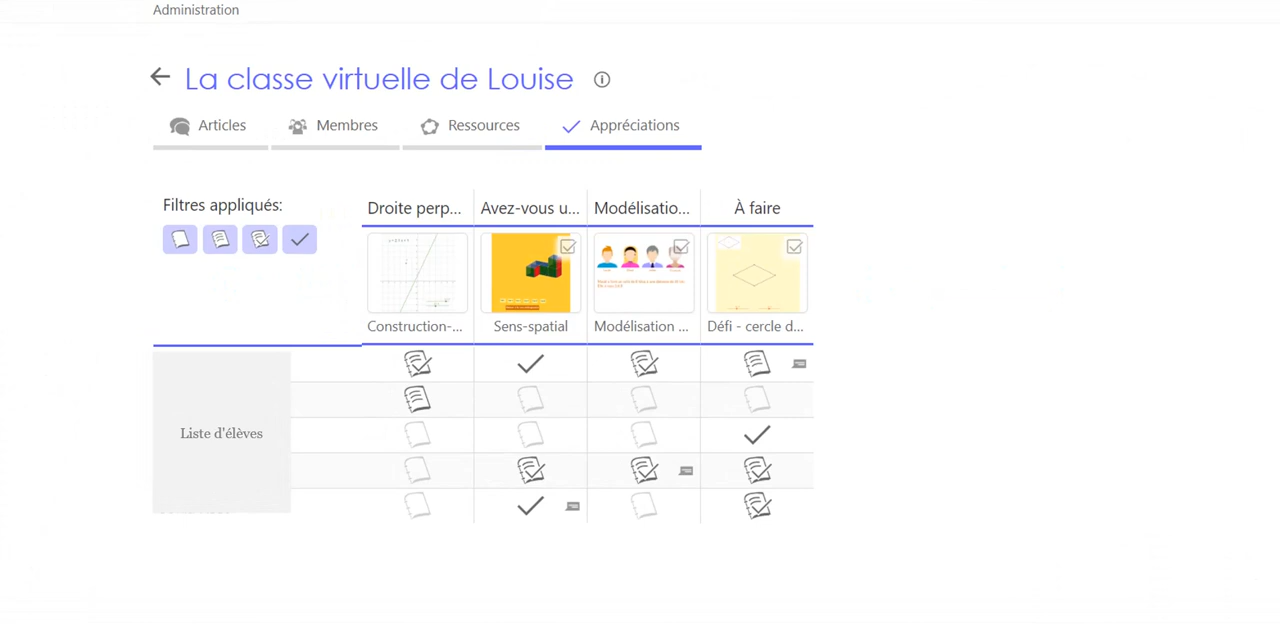 Administration
La classe virtuelle de Louise
Articles
Membres
Ressources
Appréciations
Filtres appliqués:
Droite perp...
Avez-vous u...
Modélisatio...
À faire
Construction-...
Sens-spatial
Modélisation ...
Défi - cercle d...
Liste d'élèves